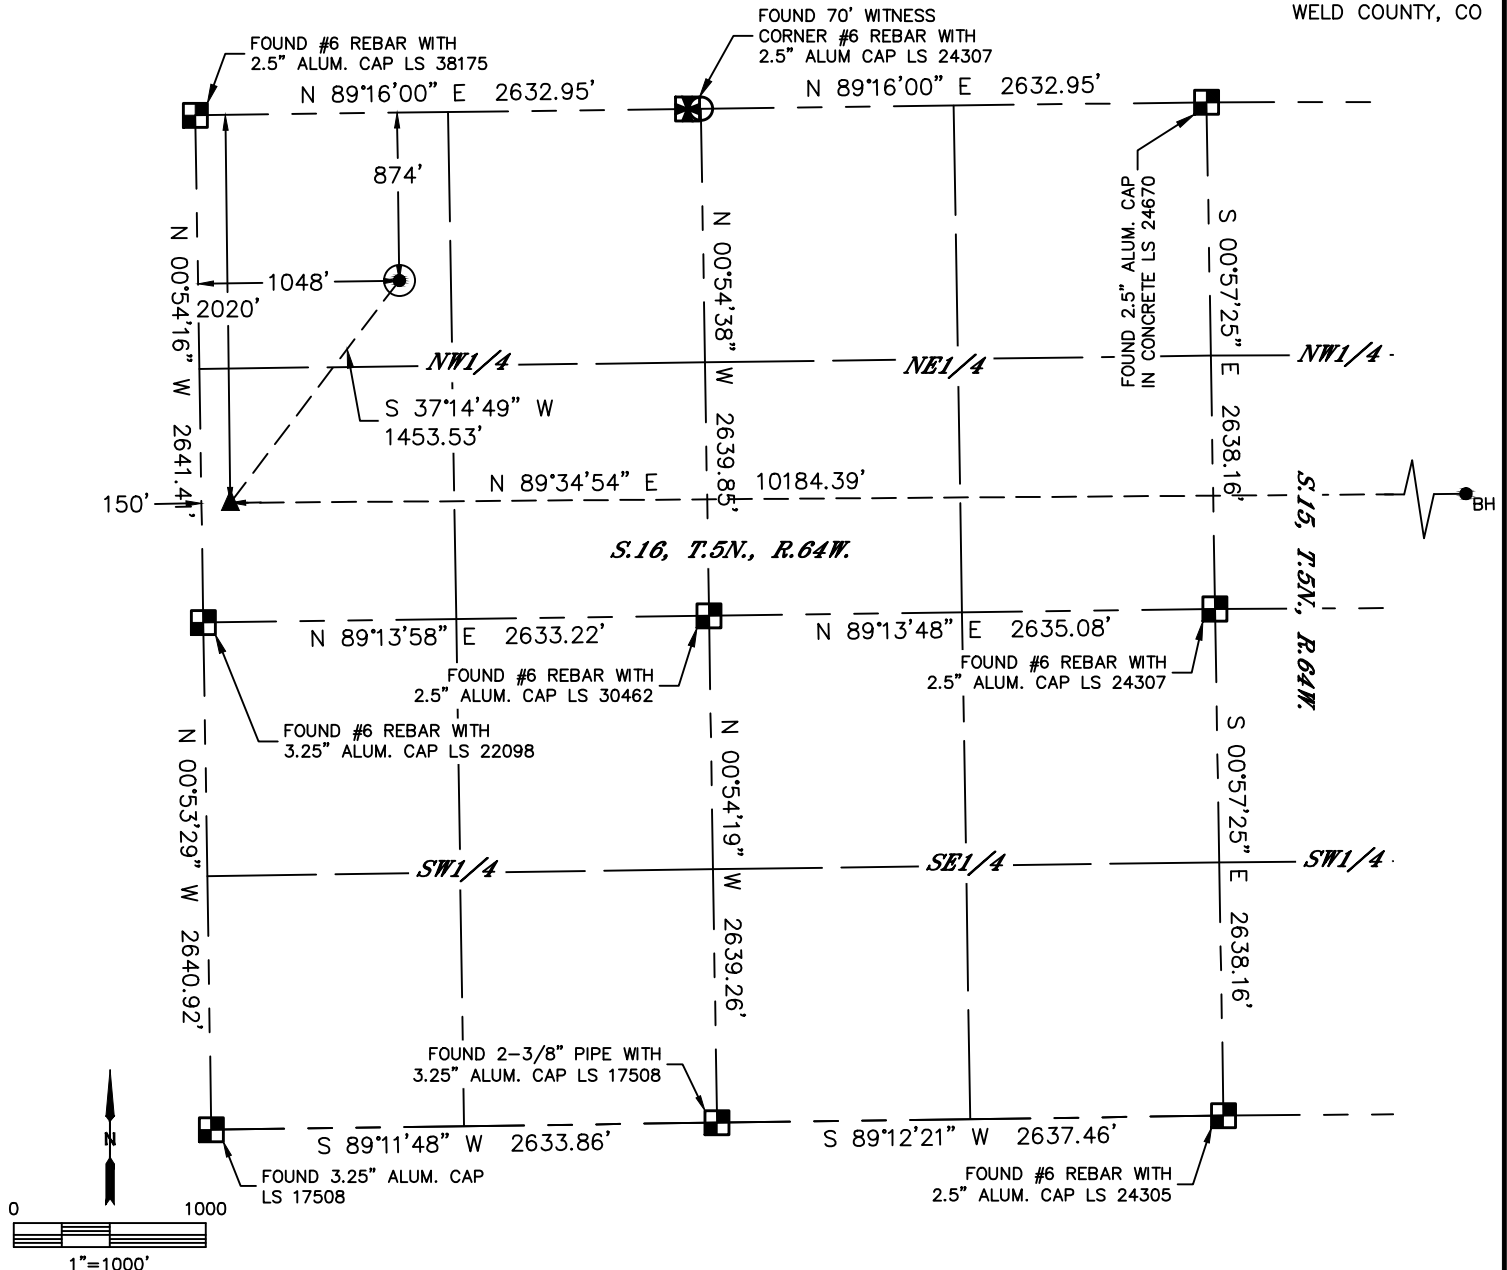 WELD COUNTY, CO
FOUND 70' WITNESS
CORNER #6 REBAR WITH
2.5" ALUM CAP LS 24307
FOUND #6 REBAR WITH
2.5" ALUM. CAP LS 38175
N 89°16'00" E 2632.95'
N 89°16'00" E 2632.95'
874'
FOUND 2.5" ALUM. CAP
IN CONCRETE LS 24670
N 00°54'16" W 2641.41'
N 00°54'38" W 2639.85'
S 00°57'25" E 2638.16'
1048'
2020'
NW1/4
NE1/4
NW1/4
S 37°14'49" W
1453.53'
N 89°34'54" E 10184.39'
150'
BH
S.16, T.5N., R.64W.
S.15, T.5N., R.64W.
N 89°13'58" E 2633.22'
N 89°13'48" E 2635.08'
FOUND #6 REBAR WITH
2.5" ALUM. CAP LS 30462
FOUND #6 REBAR WITH
2.5" ALUM. CAP LS 24307
FOUND #6 REBAR WITH
3.25" ALUM. CAP LS 22098
N 00°53'29" W 2640.92'
N 00°54'19" W 2639.26'
S 00°57'25" E 2638.16'
SW1/4
SE1/4
SW1/4
FOUND 2-3/8" PIPE WITH
3.25" ALUM. CAP LS 17508
S 89°11'48" W 2633.86'
S 89°12'21" W 2637.46'
FOUND 3.25" ALUM. CAP
LS 17508
FOUND #6 REBAR WITH
2.5" ALUM. CAP LS 24305
N
0 1000
1"=1000'